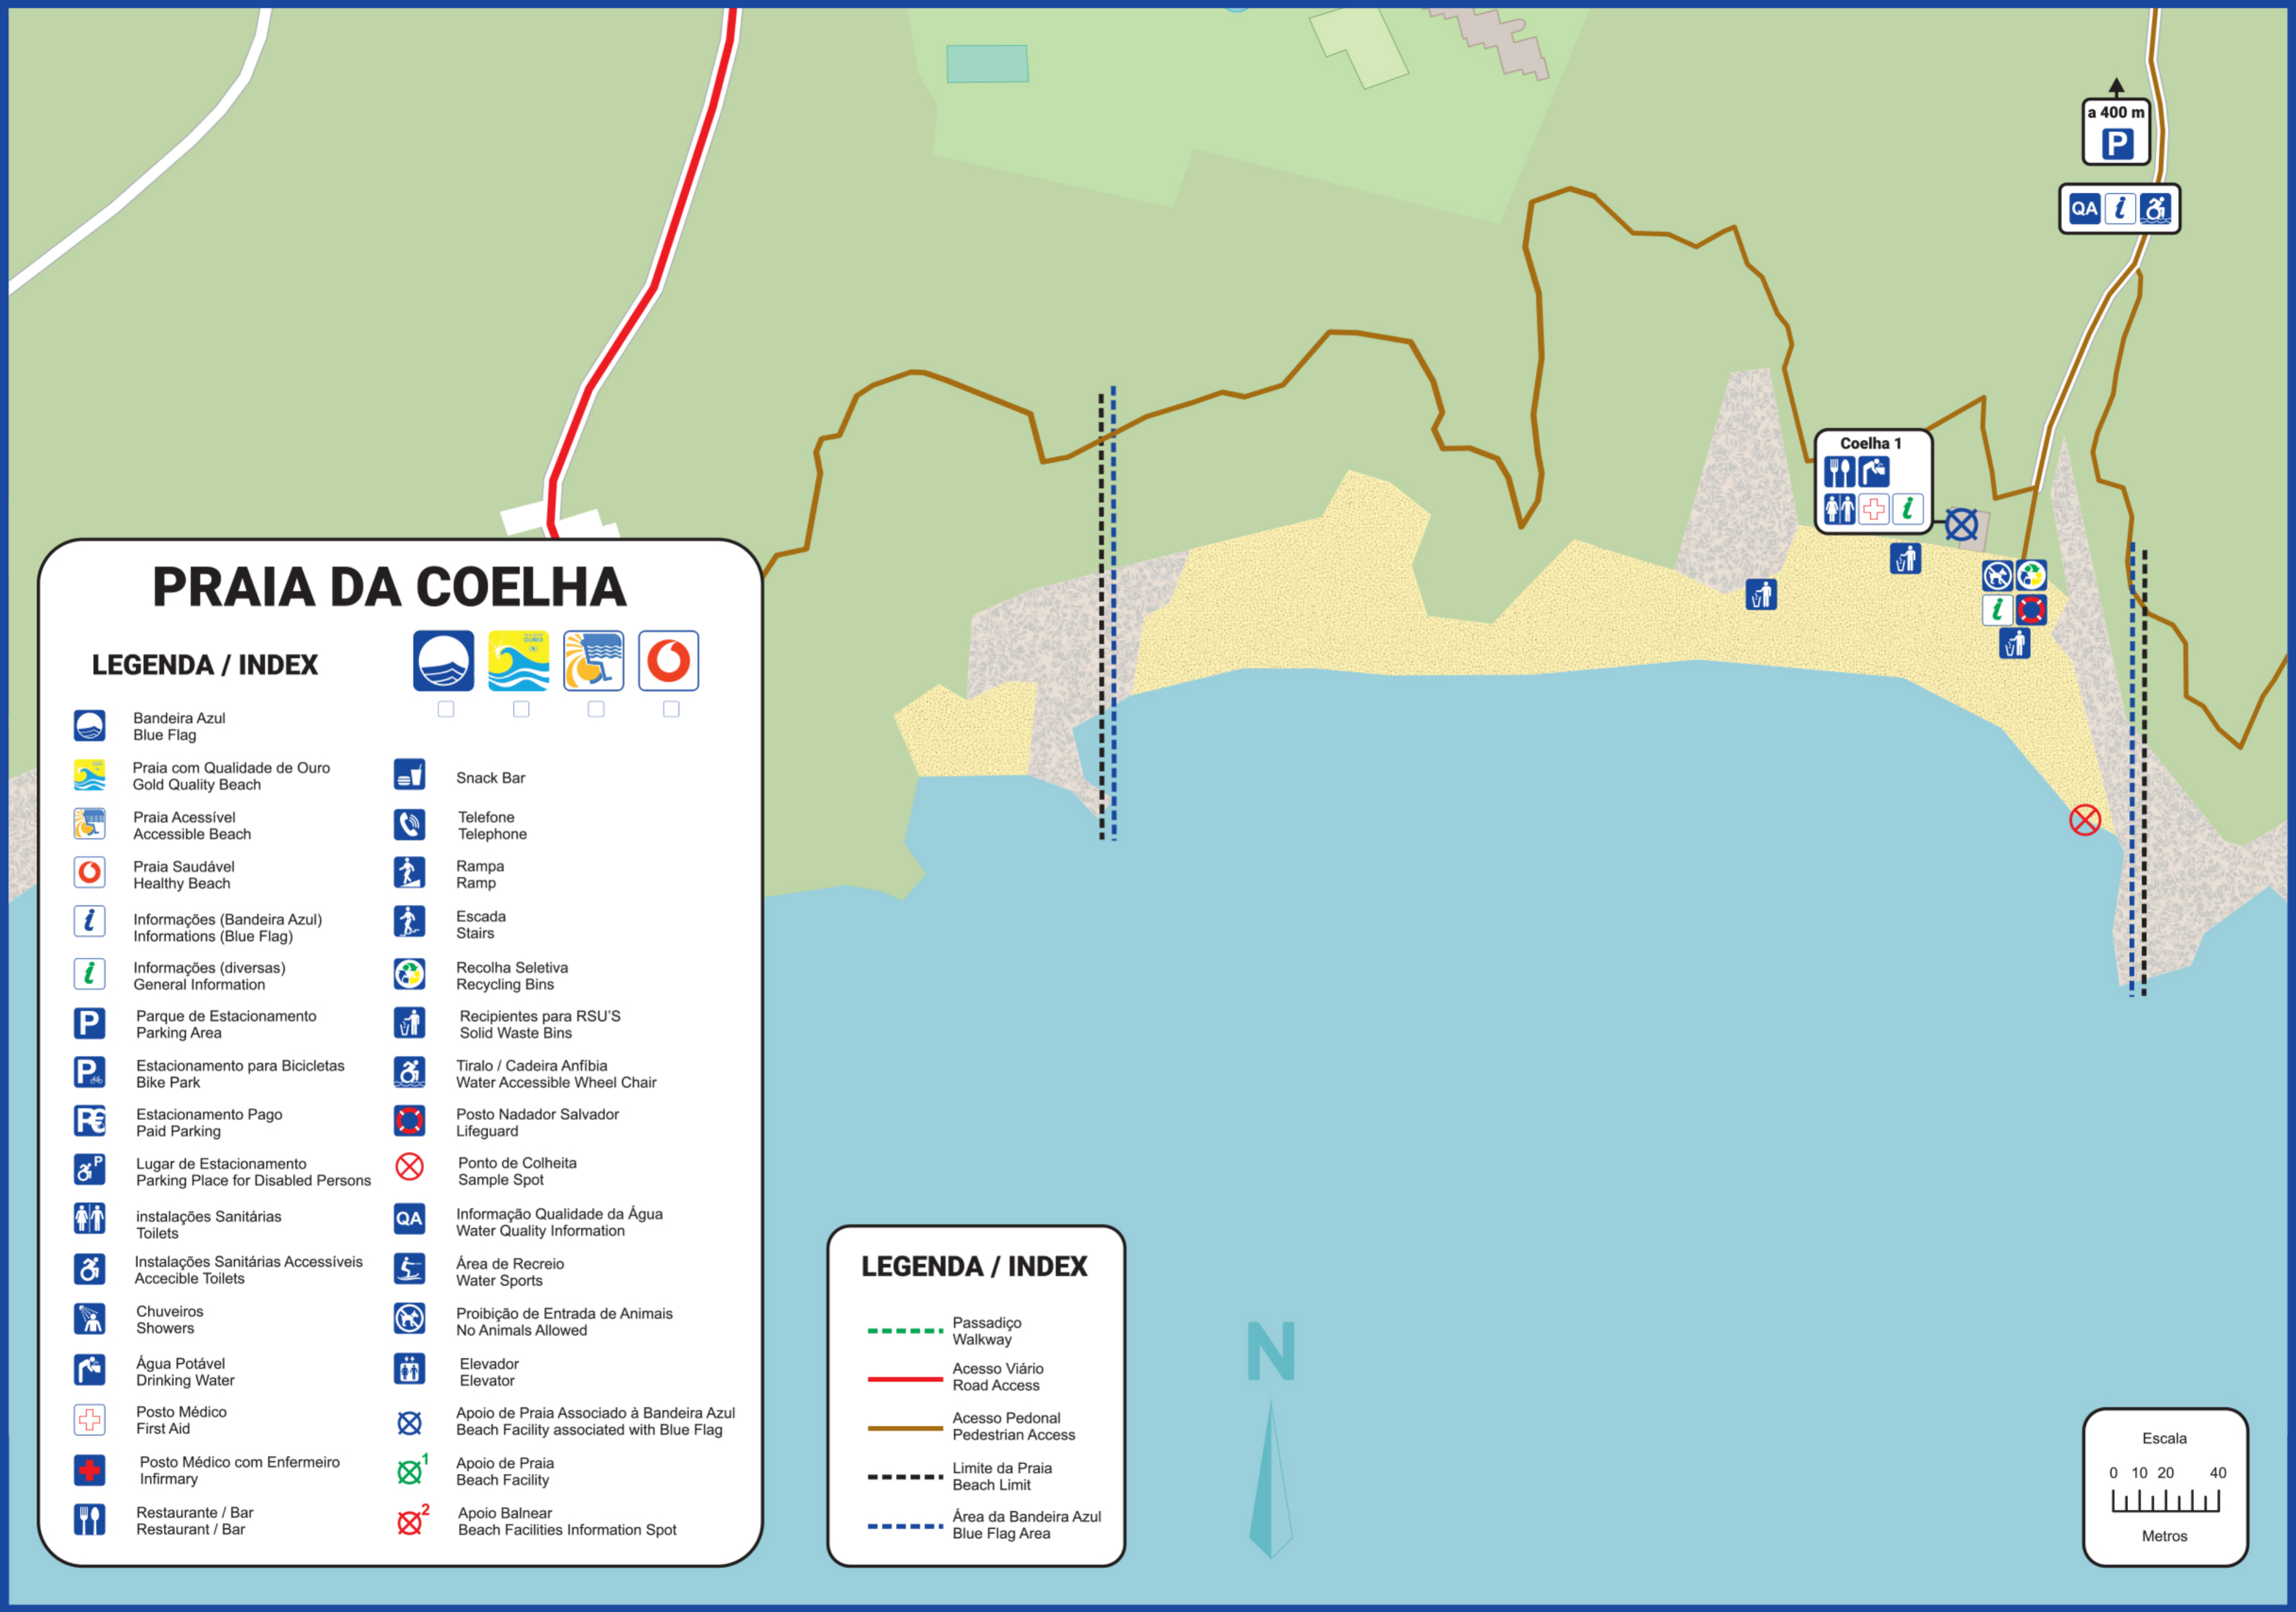 a 400 m
P
QA i
Coelha 1
i
i
PRAIA DA COELHA
LEGENDA / INDEX
Bandeira Azul
Blue Flag
Praia com Qualidade de Ouro
Gold Quality Beach
Praia Acessível
Accessible Beach
Praia Saudável
Healthy Beach
i
Informações (Bandeira Azul)
Informations (Blue Flag)
i
Informações (diversas)
General Information
P
Parque de Estacionamento
Parking Area
P
Estacionamento para Bicicletas
Bike Park
P€
Estacionamento Pago
Paid Parking
P
Lugar de Estacionamento
Parking Place for Disabled Persons
instalações Sanitárias
Toilets
Instalações Sanitárias Accessíveis
Accecible Toilets
Chuveiros
Showers
Água Potável
Drinking Water
Posto Médico
First Aid
Posto Médico com Enfermeiro
Infirmary
Restaurante / Bar
Restaurant / Bar
Snack Bar
Telefone
Telephone
Rampa
Ramp
Escada
Stairs
Recolha Seletiva
Recycling Bins
Recipientes para RSU'S
Solid Waste Bins
Tiralo / Cadeira Anfíbia
Water Accessible Wheel Chair
Posto Nadador Salvador
Lifeguard
Ponto de Colheita
Sample Spot
QA
Informação Qualidade da Água
Water Quality Information
Área de Recreio
Water Sports
Proibição de Entrada de Animais
No Animals Allowed
Elevador
Elevator
Apoio de Praia Associado à Bandeira Azul
Beach Facility associated with Blue Flag
1
Apoio de Praia
Beach Facility
2
Apoio Balnear
Beach Facilities Information Spot
LEGENDA / INDEX
Passadiço
Walkway
Acesso Viário
Road Access
Acesso Pedonal
Pedestrian Access
Limite da Praia
Beach Limit
Área da Bandeira Azul
Blue Flag Area
N
Escala
0 10 20 40
Metros